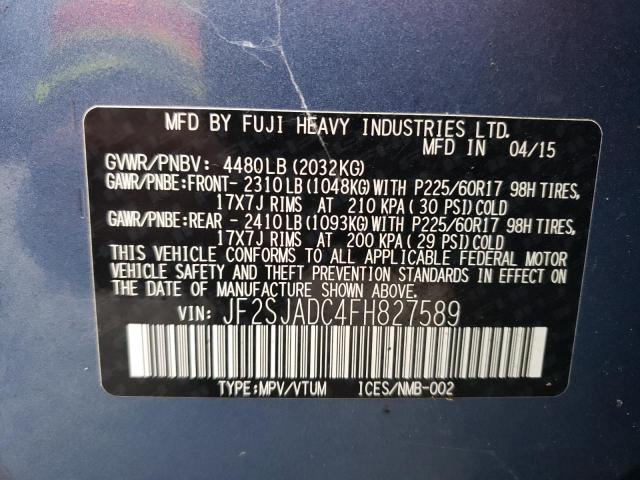 MFD BY FUJI HEAVY INDUSTRIES LTD.
MFD IN 04/15
GVWR/PNBV: 4480LB (2032KG)
GAWR/PNBE:FRONT- 2310LB (1048KG) WITH P225/60R17 98H TIRES,
17X7J RIMS AT 210 KPA ( 30 PSI) COLD
GAWR/PNBE:REAR - 2410LB (1093KG) WITH P225/60R17 98H TIRES,
17X7J RIMS AT 200 KPA ( 29 PSI) COLD
THIS VEHICLE CONFORMS TO ALL APPLICABLE FEDERAL MOTOR
VEHICLE SAFETY AND THEFT PREVENTION STANDARDS IN EFFECT ON
THE DATE OF MANUFACTURE SHOWN ABOVE.
VIN: JF2SJADC4FH827589
TYPE:MPV/VTUM ICES/NMB-002